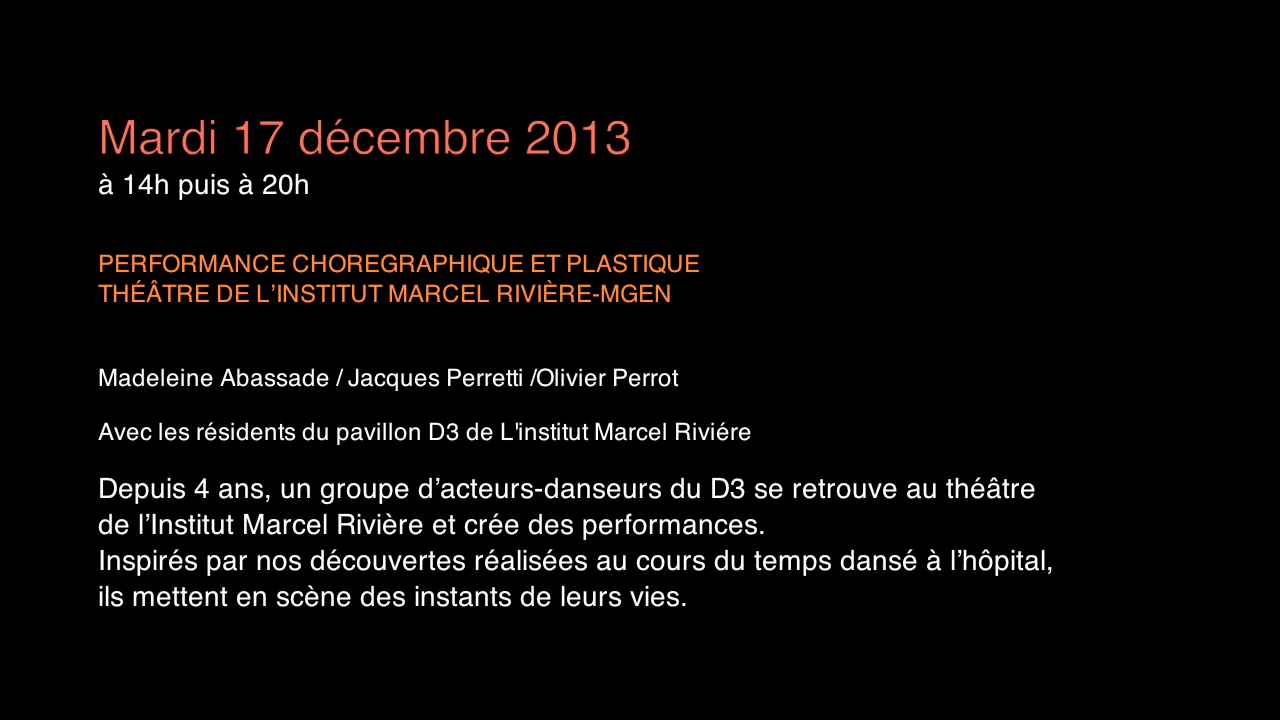 Mardi 17 décembre 2013
à 14h puis à 20h
PERFORMANCE CHOREGRAPHIQUE ET PLASTIQUE
THÉÂTRE DE L’INSTITUT MARCEL RIVIÈRE-MGEN
Madeleine Abassade / Jacques Perretti /Olivier Perrot
Avec les résidents du pavillon D3 de L'institut Marcel Riviére
Depuis 4 ans, un groupe d’acteurs-danseurs du D3 se retrouve au théâtre
de l’Institut Marcel Rivière et crée des performances.
Inspirés par nos découvertes réalisées au cours du temps dansé à l’hôpital,
ils mettent en scène des instants de leurs vies.